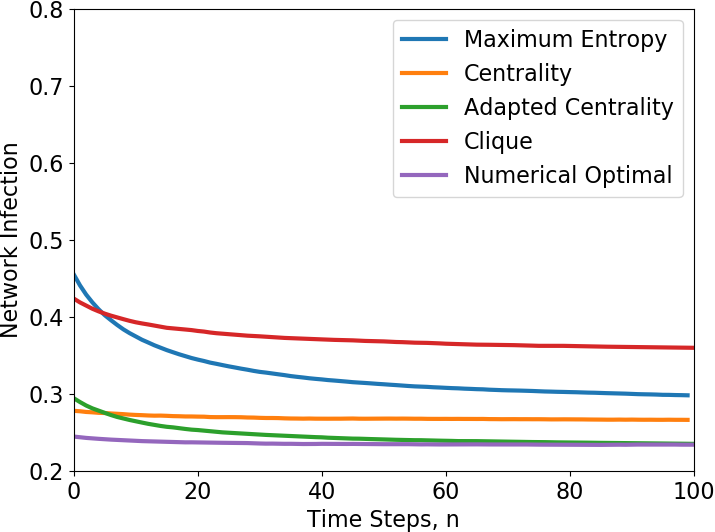 0.8
0.7
0.6
0.5
0.4
0.3
0.2
Network Infection
Maximum Entropy
Centrality
Adapted Centrality
Clique
Numerical Optimal
0 20 40 60 80 100
Time Steps, n